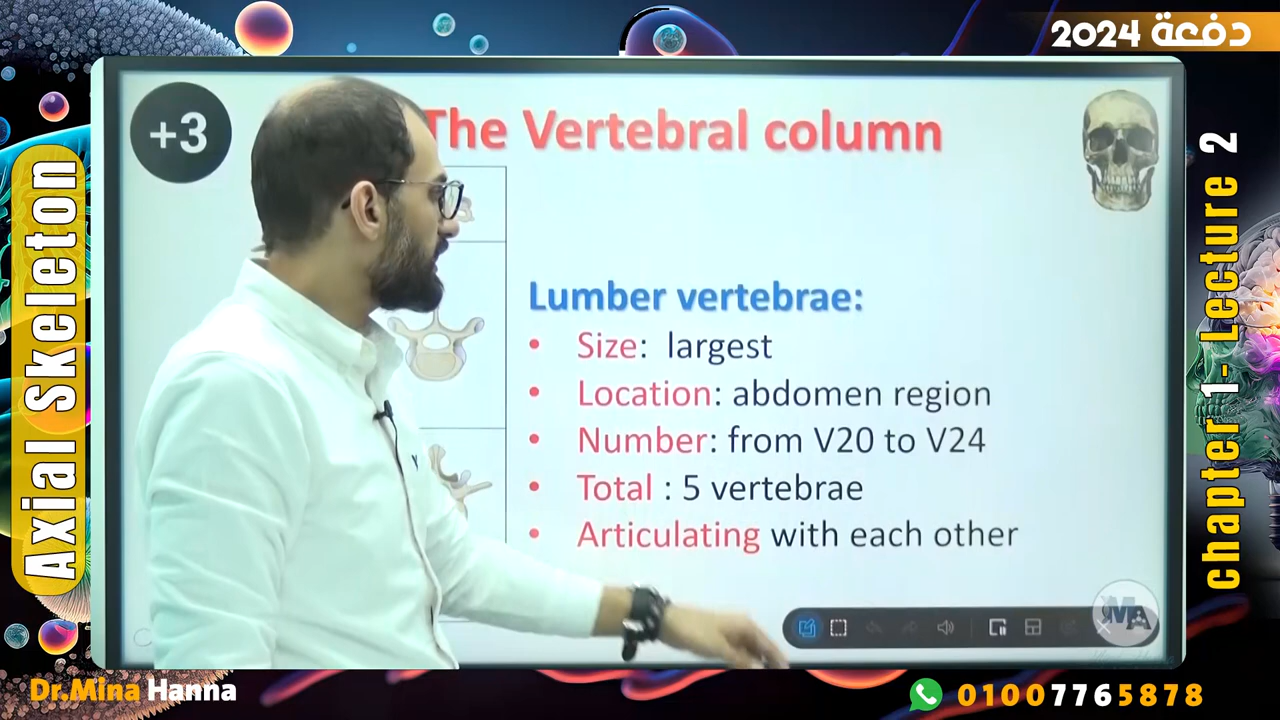 دفعة 2024
+3
The Vertebral column
Lumber vertebrae:
• Size: largest
• Location: abdomen region
• Number: from V20 to V24
• Total : 5 vertebrae
• Articulating with each other
MA
Axial Skeleton
chapter 1- Lecture 2
Dr.Mina Hanna
01007765878